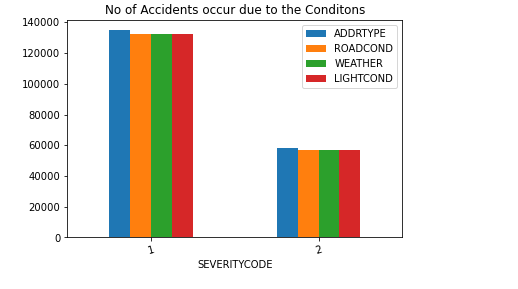 No of Accidents occur due to the Conditons
140000
120000
100000
80000
60000
40000
20000
0
ADDRTYPE
ROADCOND
WEATHER
LIGHTCOND
1
2
SEVERITYCODE